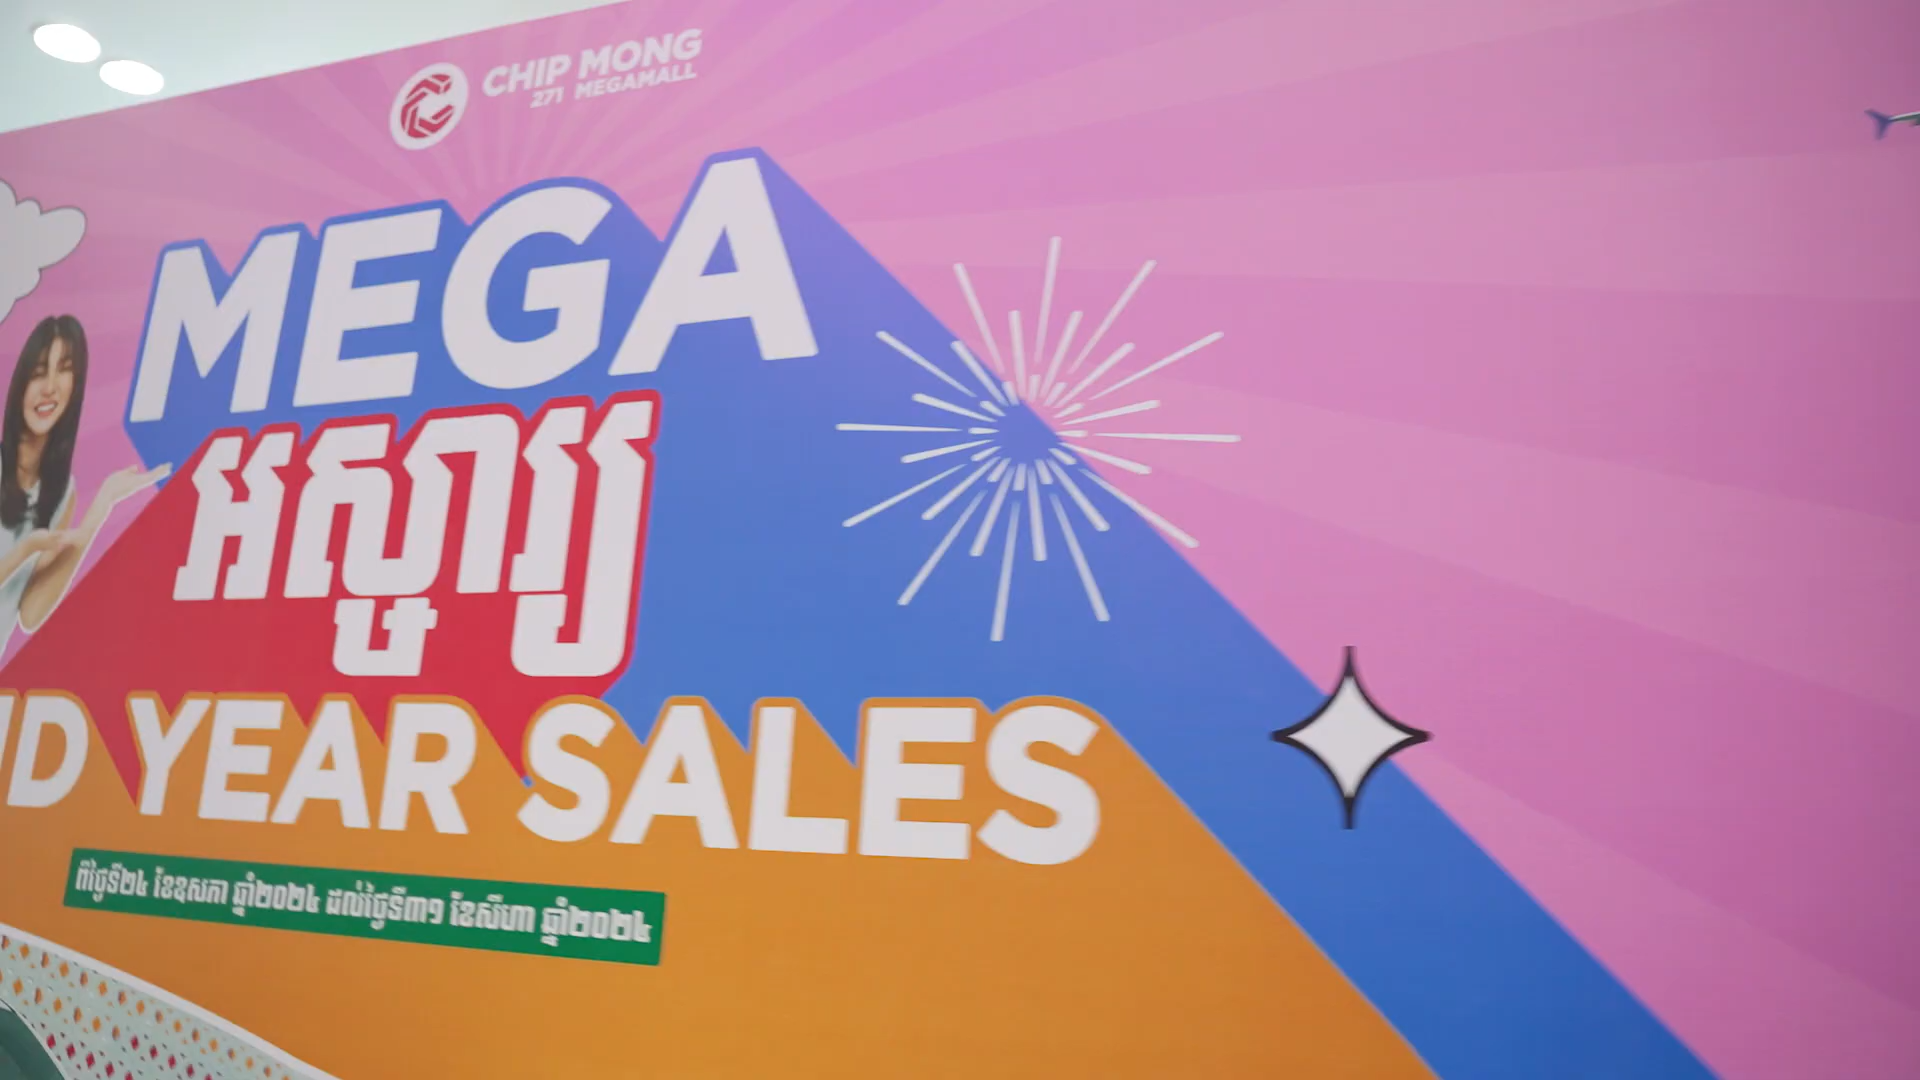 CHIP MONG
271 MEGAMALL
MEGA
អស្ចារ្យ
ID YEAR SALES
ពីថ្ងៃទី២៤ ខែឧសភា ឆ្នាំ២០២៤ ដល់ថ្ងៃទី៣១ ខែសីហា ឆ្នាំ២០២៤